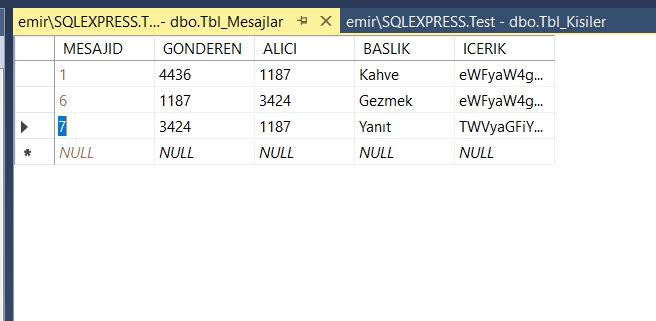 emir\SQLEXPRESS.T...- dbo.Tbl_Mesajlar emir\SQLEXPRESS.Test - dbo.Tbl_Kisiler
MESAJID GONDEREN ALICI BASLIK ICERIK
1 4436 1187 Kahve eWFyaW4g...
6 1187 3424 Gezmek eWFyaW4g...
7 3424 1187 Yanıt TWVyaGFiY...
* NULL NULL NULL NULL NULL